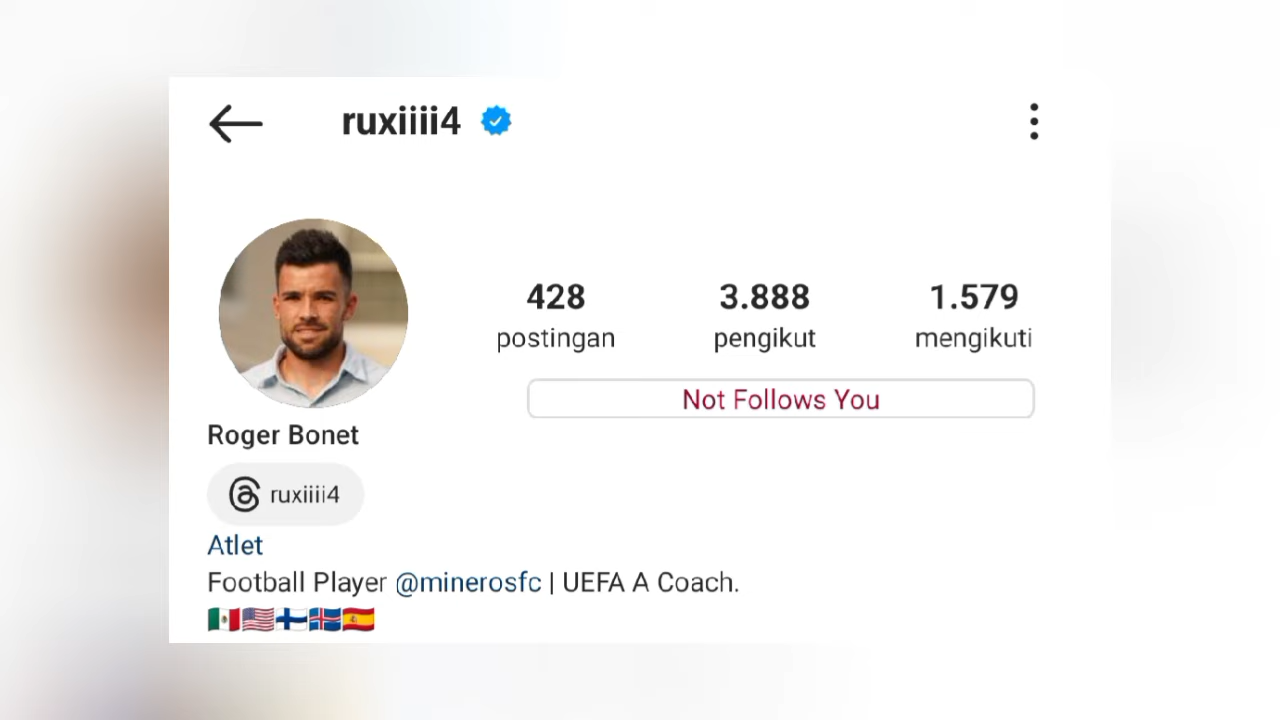 ruxiiii4
428 3.888 1.579
postingan pengikut mengikuti
Not Follows You
Roger Bonet
ruxiiii4
Atlet
Football Player @minerosfc | UEFA A Coach.
🇲🇽🇺🇸🇫🇮🇮🇸🇪🇸